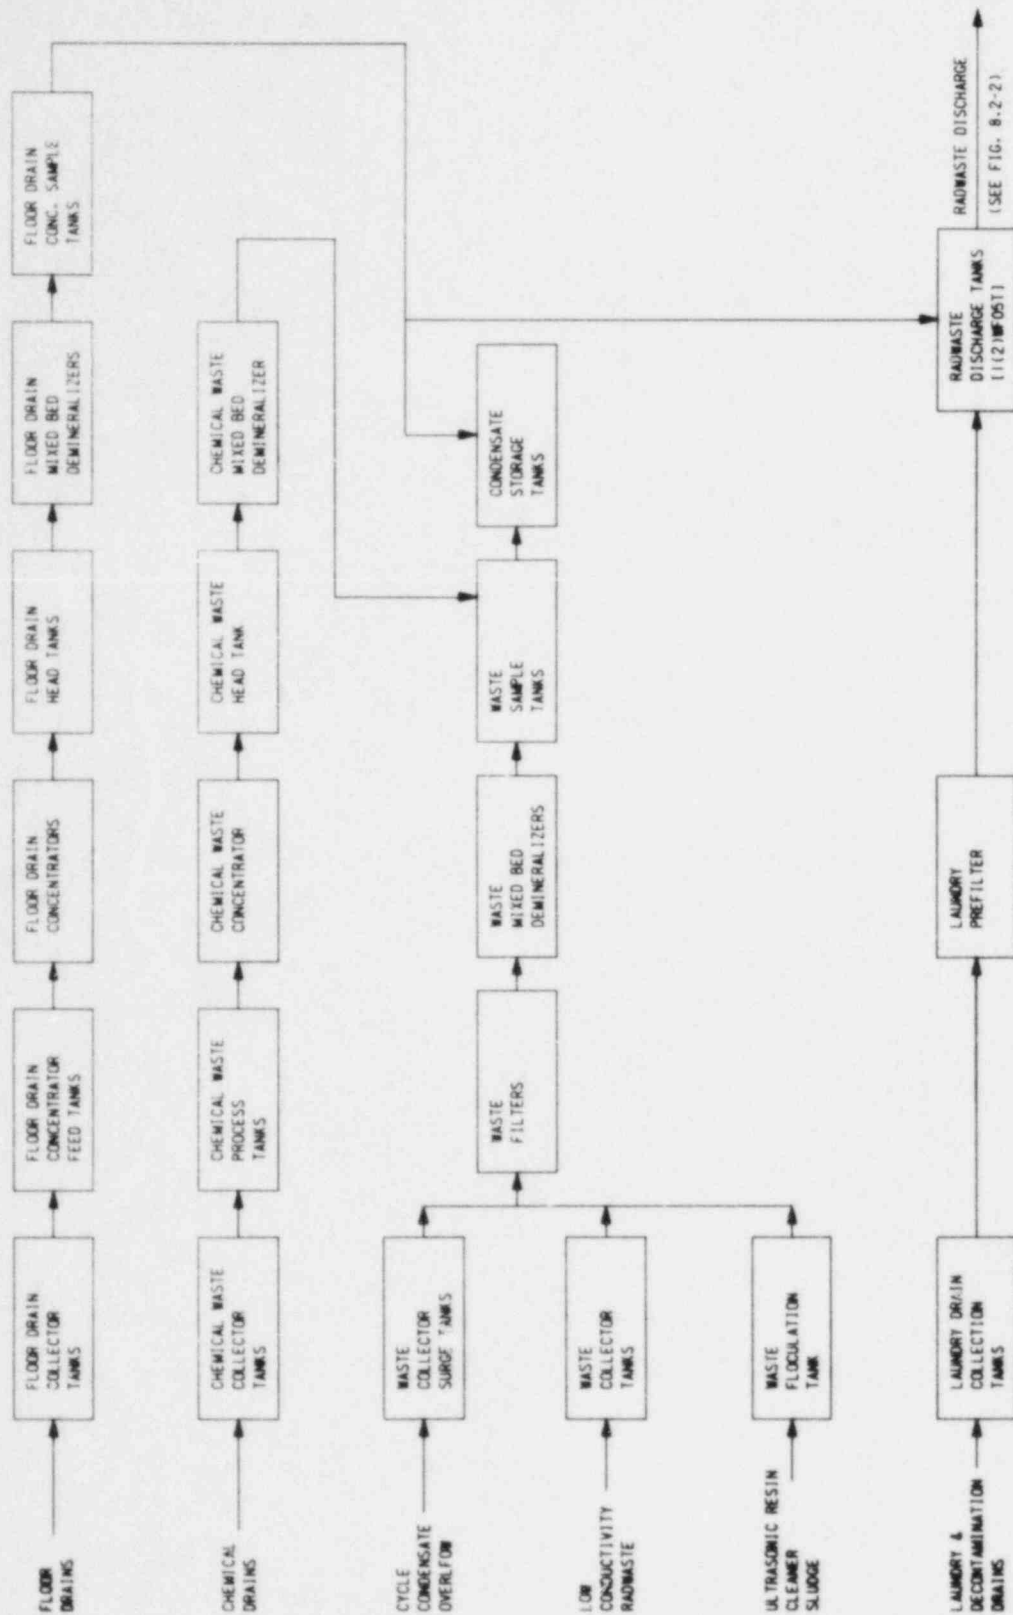 FLOOR
DRAINS
FLOOR DRAIN
COLLECTOR
TANKS
FLOOR DRAIN
CONCENTRATOR
FEED TANKS
FLOOR DRAIN
CONCENTRATORS
FLOOR DRAIN
HEAD TANKS
FLOOR DRAIN
MIXED BED
DEMINERALIZERS
FLOOR DRAIN
CONC. SAMPLE
TANKS
CHEMICAL
DRAINS
CHEMICAL WASTE
COLLECTOR
TANKS
CHEMICAL WASTE
PROCESS
TANKS
CHEMICAL WASTE
CONCENTRATOR
CHEMICAL WASTE
HEAD TANK
CHEMICAL WASTE
MIXED BED
DEMINERALIZER
CYCLE
CONDENSATE
OVERLFOW
WASTE
COLLECTOR
SURGE TANKS
LOW
CONDUCTIVITY
RADWASTE
WASTE
COLLECTOR
TANKS
ULTRASONIC RESIN
CLEANER
SLUDGE
WASTE
FLOCULATION
TANK
WASTE
FILTERS
WASTE
MIXED BED
DEMINERALIZERS
WASTE
SAMPLE
TANKS
CONDENSATE
STORAGE
TANKS
LAUNDRY &
DECONTAMINATION
DRAINS
LAUNDRY DRAIN
COLLECTION
TANKS
LAUNDRY
PREFILTER
RADWASTE
DISCHARGE TANKS
(1(2)WF05T)
RADWASTE DISCHARGE
(SEE FIG. 8.2-2)